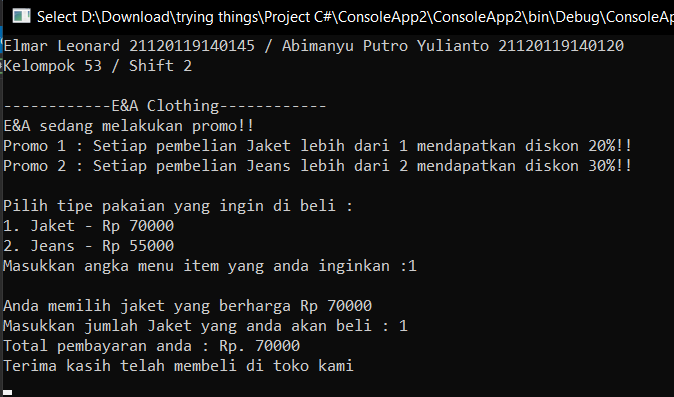 Select D:\Download\trying things\Project C#\ConsoleApp2\ConsoleApp2\bin\Debug\ConsoleAp
Elmar Leonard 21120119140145 / Abimanyu Putro Yulianto 21120119140120
Kelompok 53 / Shift 2
------------E&A Clothing------------
E&A sedang melakukan promo!!
Promo 1 : Setiap pembelian Jaket lebih dari 1 mendapatkan diskon 20%!!
Promo 2 : Setiap pembelian Jeans lebih dari 2 mendapatkan diskon 30%!!
Pilih tipe pakaian yang ingin di beli :
1. Jaket - Rp 70000
2. Jeans - Rp 55000
Masukkan angka menu item yang anda inginkan :1
Anda memilih jaket yang berharga Rp 70000
Masukkan jumlah Jaket yang anda akan beli : 1
Total pembayaran anda : Rp. 70000
Terima kasih telah membeli di toko kami